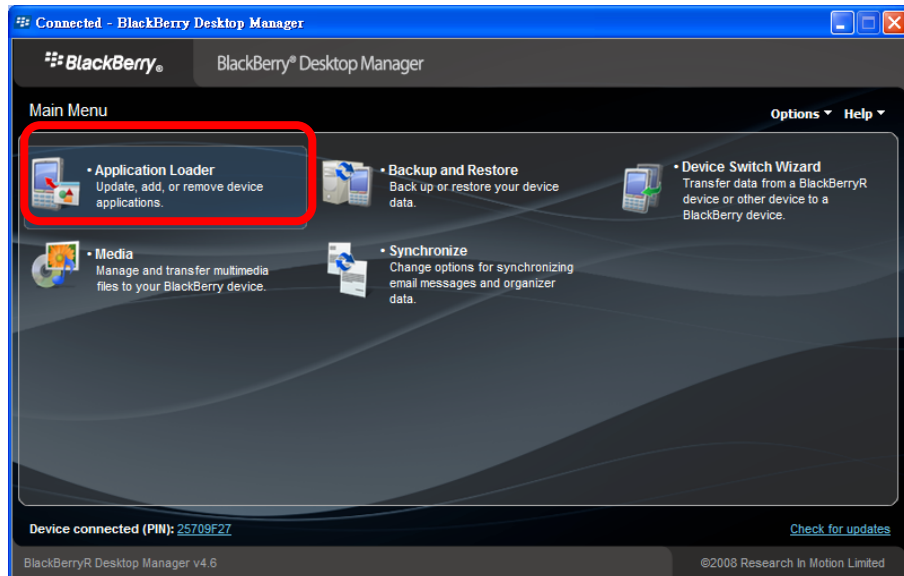 Connected - BlackBerry Desktop Manager
BlackBerry®
BlackBerry® Desktop Manager
Main Menu
Options
Help
• Application Loader
Update, add, or remove device
applications.
• Backup and Restore
Back up or restore your device
data.
• Device Switch Wizard
Transfer data from a BlackBerryR
device or other device to a
BlackBerry device.
• Media
Manage and transfer multimedia
files to your BlackBerry device.
• Synchronize
Change options for synchronizing
email messages and organizer
data.
Device connected (PIN): 25709F27
Check for updates
BlackBerryR Desktop Manager v4.6
©2008 Research In Motion Limited